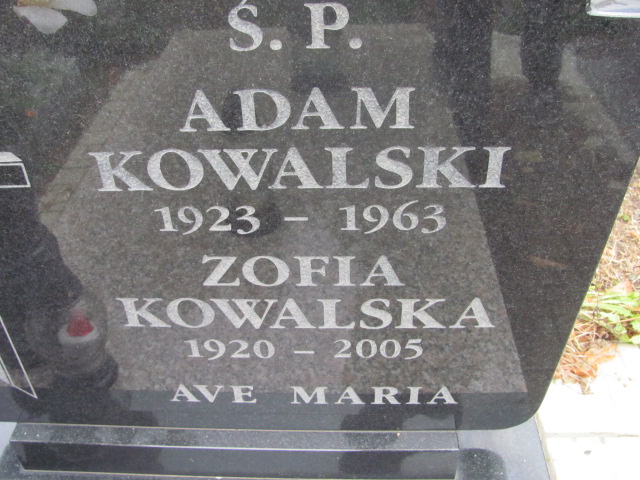 Ś. P.
ADAM
KOWALSKI
1923 – 1963
ZOFIA
KOWALSKA
1920 – 2005
AVE MARIA